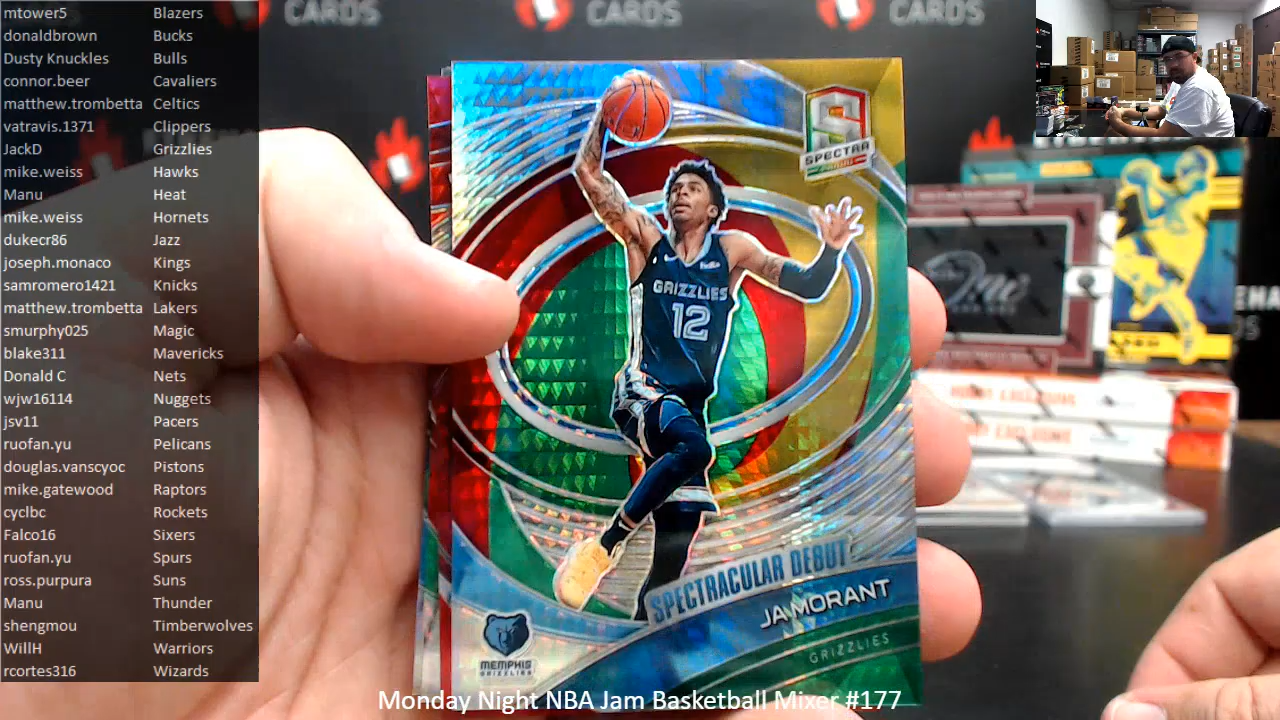 mtower5 Blazers
donaldbrown Bucks
Dusty Knuckles Bulls
connor.beer Cavaliers
matthew.trombetta Celtics
vatravis.1371 Clippers
JackD Grizzlies
mike.weiss Hawks
Manu Heat
mike.weiss Hornets
dukecr86 Jazz
joseph.monaco Kings
samromero1421 Knicks
matthew.trombetta Lakers
smurphy025 Magic
blake311 Mavericks
Donald C Nets
wjw16114 Nuggets
jsv11 Pacers
ruofan.yu Pelicans
douglas.vanscyoc Pistons
mike.gatewood Raptors
cyclbc Rockets
Falco16 Sixers
ruofan.yu Spurs
ross.purpura Suns
Manu Thunder
shengmou Timberwolves
WillH Warriors
rcortes316 Wizards
CARDS CARDS CARDS
SPECTRA
GRIZZLIES
12
SPECTRACULAR DEBUT
JA MORANT
GRIZZLIES
MEMPHIS
GRIZZLIES
One
Monday Night NBA Jam Basketball Mixer #177